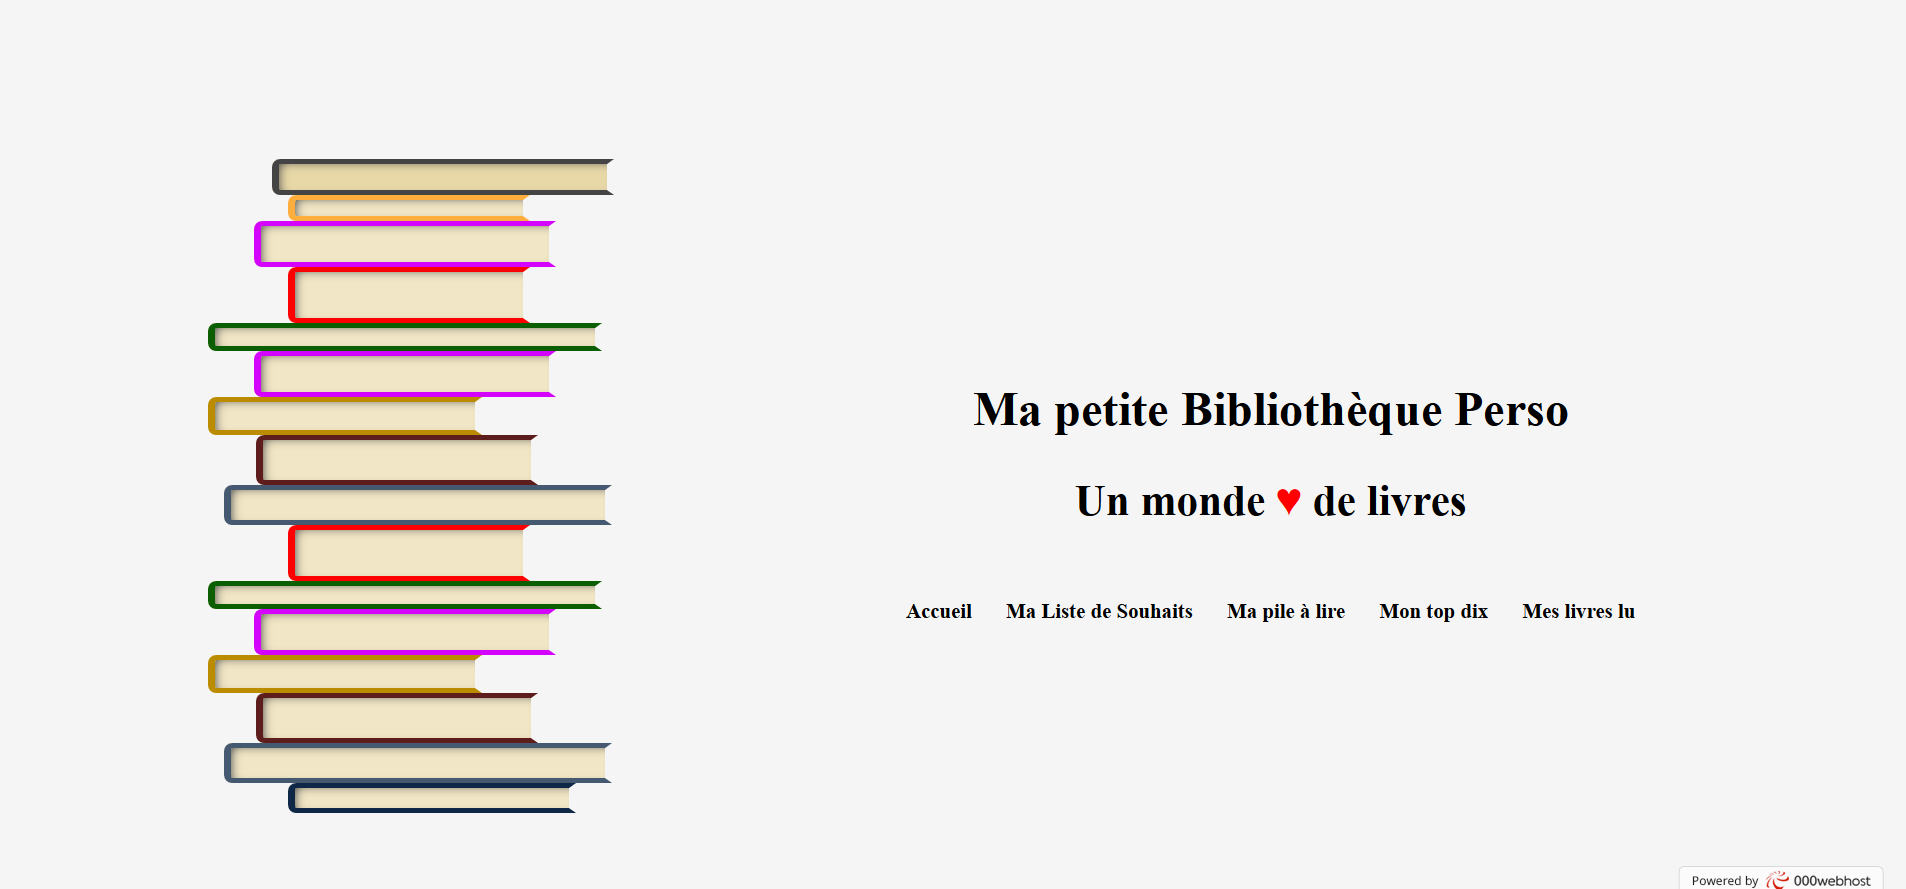 Ma petite Bibliothèque Perso
Un monde ♥ de livres
Accueil Ma Liste de Souhaits Ma pile à lire Mon top dix Mes livres lu
Powered by 000webhost